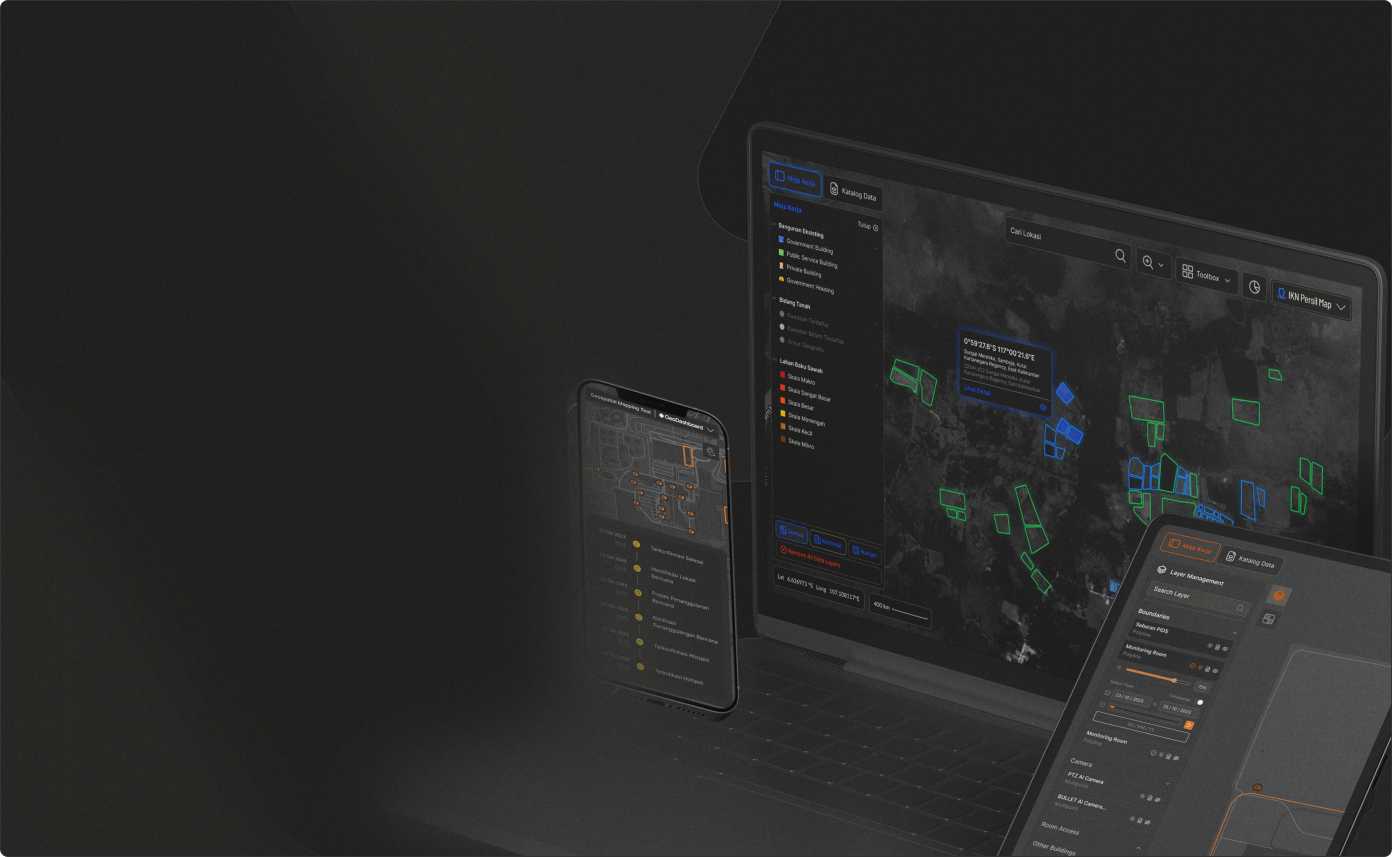 Meja Kerja
Katalog Data
Meja Kerja
Tutup
Bangunan Eksisting
Government Building
Public Service Building
Private Building
Government Housing
Bidang Tanah
Kawasan Terdaftar
Kawasan Belum Terdaftar
Unsur Geografis
Lahan Baku Sawah
Skala Makro
Skala Sangat Besar
Skala Besar
Skala Menengah
Skala Kecil
Skala Mikro
Remove All Data Layers
Lat
Long
400 km
Cari Lokasi
Toolbox
IKN Persil Map
0°59'27.6"S 117°00'21.6"E
Sungai Merdeka, Samboja, Kutai
Kartanegara Regency, East Kalimantan
Lihat Detail
Geospatial Mapping Tool
GeoDashboard
Terkonfirmasi Selesai
Identifikasi Lokasi
Bencana
Proses Penanggulangan
Bencana
Konfirmasi
Penanggulangan Bencana
Terkonfirmasi Hotspot
Terindikasi Hotspot
Meja Kerja
Katalog Data
Layer Management
Search Layer
Boundaries
Sebaran PIDS
Polyline
Monitoring Room
Polyline
Select Time
23 / 10 / 2023
25 / 10 / 2023
Monitoring Room
Polyline
Camera
PTZ AI Camera
Multipoint
BULLET AI Camera...
Multipoint
Room Access
Other Buildings